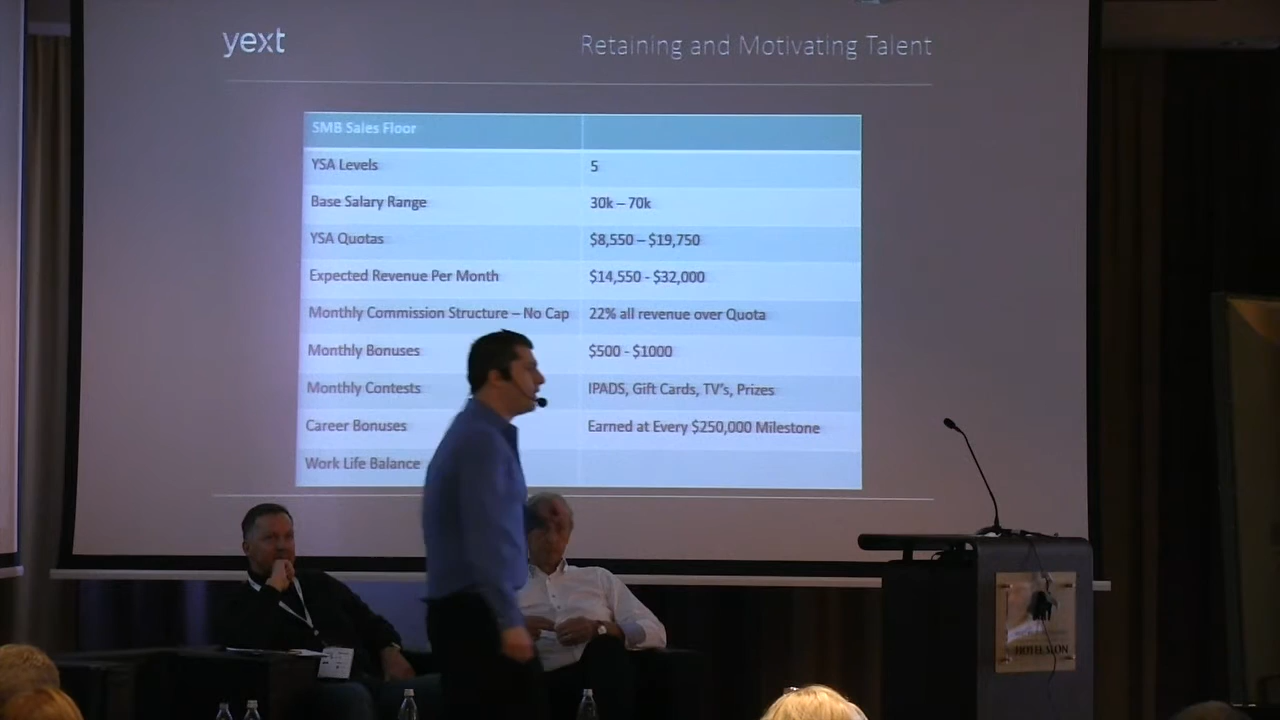 yext
Retaining and Motivating Talent
SMB Sales Floor
YSA Levels 5
Base Salary Range 30k – 70k
YSA Quotas $8,550 – $19,750
Expected Revenue Per Month $14,550 - $32,000
Monthly Commission Structure – No Cap 22% all revenue over Quota
Monthly Bonuses $500 - $1000
Monthly Contests IPADS, Gift Cards, TV's, Prizes
Career Bonuses Earned at Every $250,000 Milestone
Work Life Balance